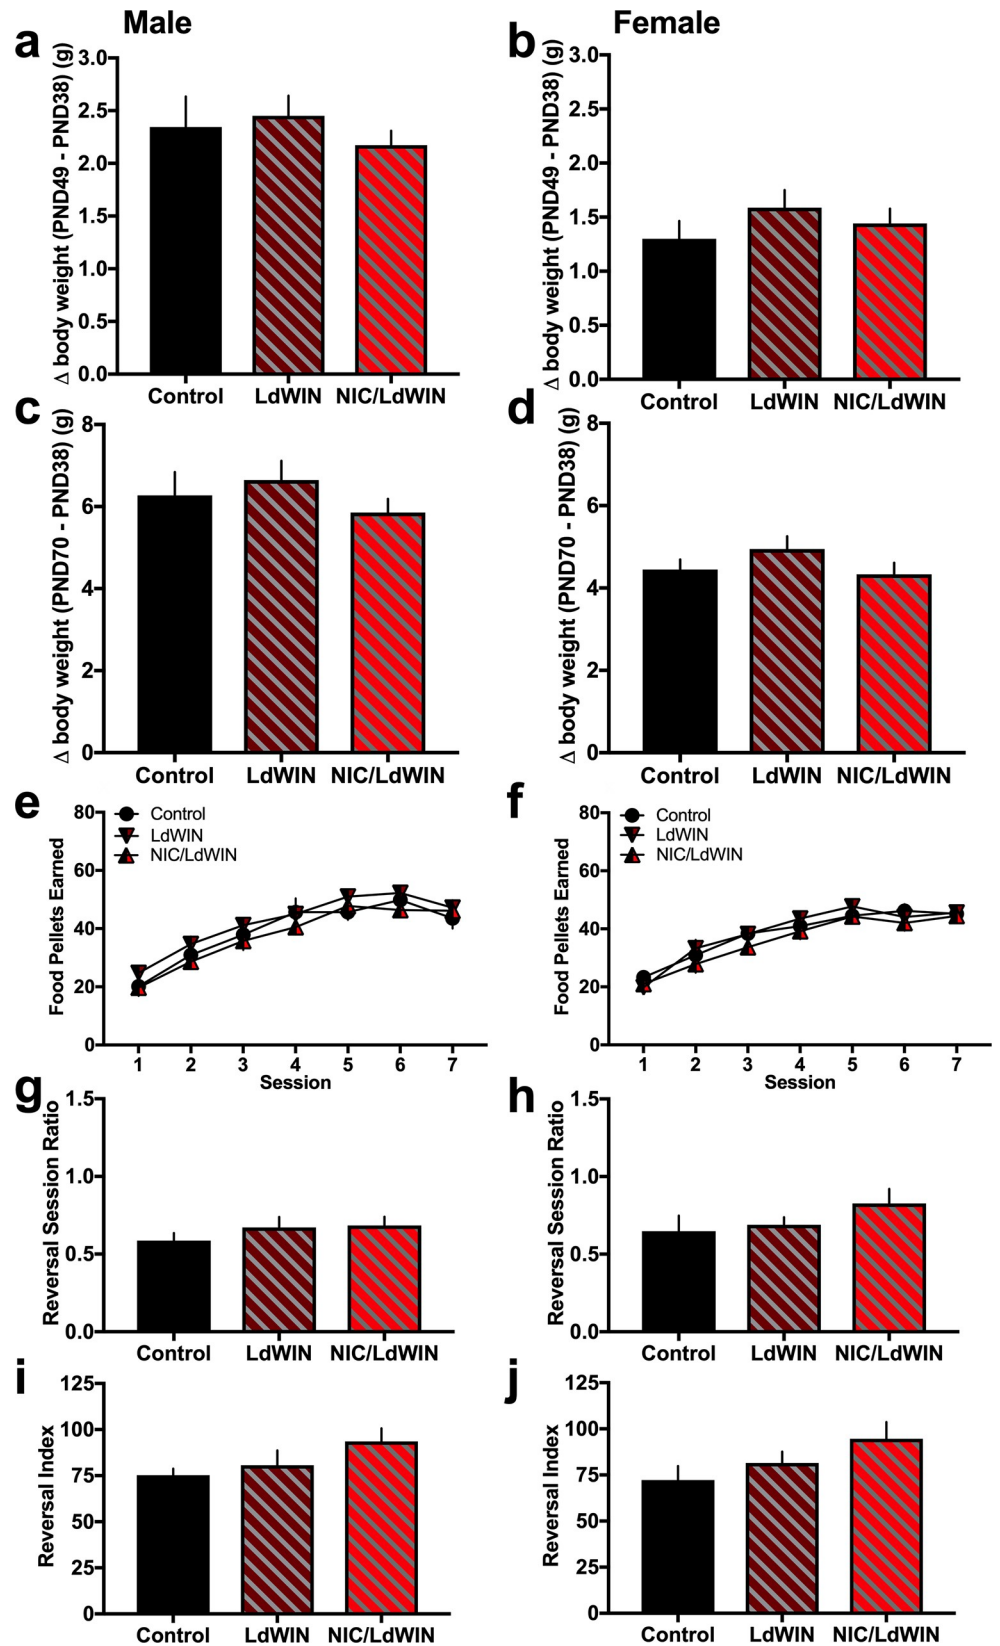 Male
Female
a
Δ body weight (PND49 - PND38) (g)
3.0
2.5
2.0
1.5
1.0
0.5
0.0
Control LdWIN NIC/LdWIN
b
Δ body weight (PND49 - PND38) (g)
3.0
2.5
2.0
1.5
1.0
0.5
0.0
Control LdWIN NIC/LdWIN
c
Δ body weight (PND70 - PND38) (g)
8
6
4
2
0
Control LdWIN NIC/LdWIN
d
Δ body weight (PND70 - PND38) (g)
8
6
4
2
0
Control LdWIN NIC/LdWIN
e
Food Pellets Earned
80
60
40
20
0
Control
LdWIN
NIC/LdWIN
1 2 3 4 5 6 7
Session
f
Food Pellets Earned
80
60
40
20
0
Control
LdWIN
NIC/LdWIN
1 2 3 4 5 6 7
Session
g
Reversal Session Ratio
1.5
1.0
0.5
0.0
Control LdWIN NIC/LdWIN
h
Reversal Session Ratio
1.5
1.0
0.5
0.0
Control LdWIN NIC/LdWIN
i
Reversal Index
125
100
75
50
25
0
Control LdWIN NIC/LdWIN
j
Reversal Index
125
100
75
50
25
0
Control LdWIN NIC/LdWIN